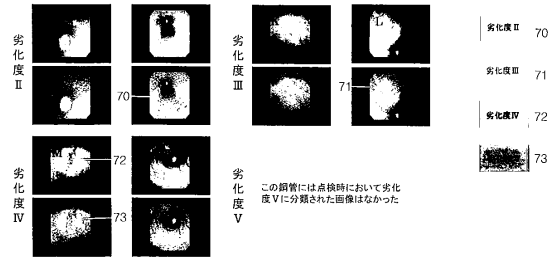 劣化度Ⅱ
70
劣化度Ⅲ
L
71
劣化度Ⅳ
M
72
73
劣化度Ⅴ
この鋼管には点検時において劣化
度Ⅴに分類された画像はなかった
劣化度Ⅱ 70
劣化度Ⅲ 71
劣化度Ⅳ 72
73